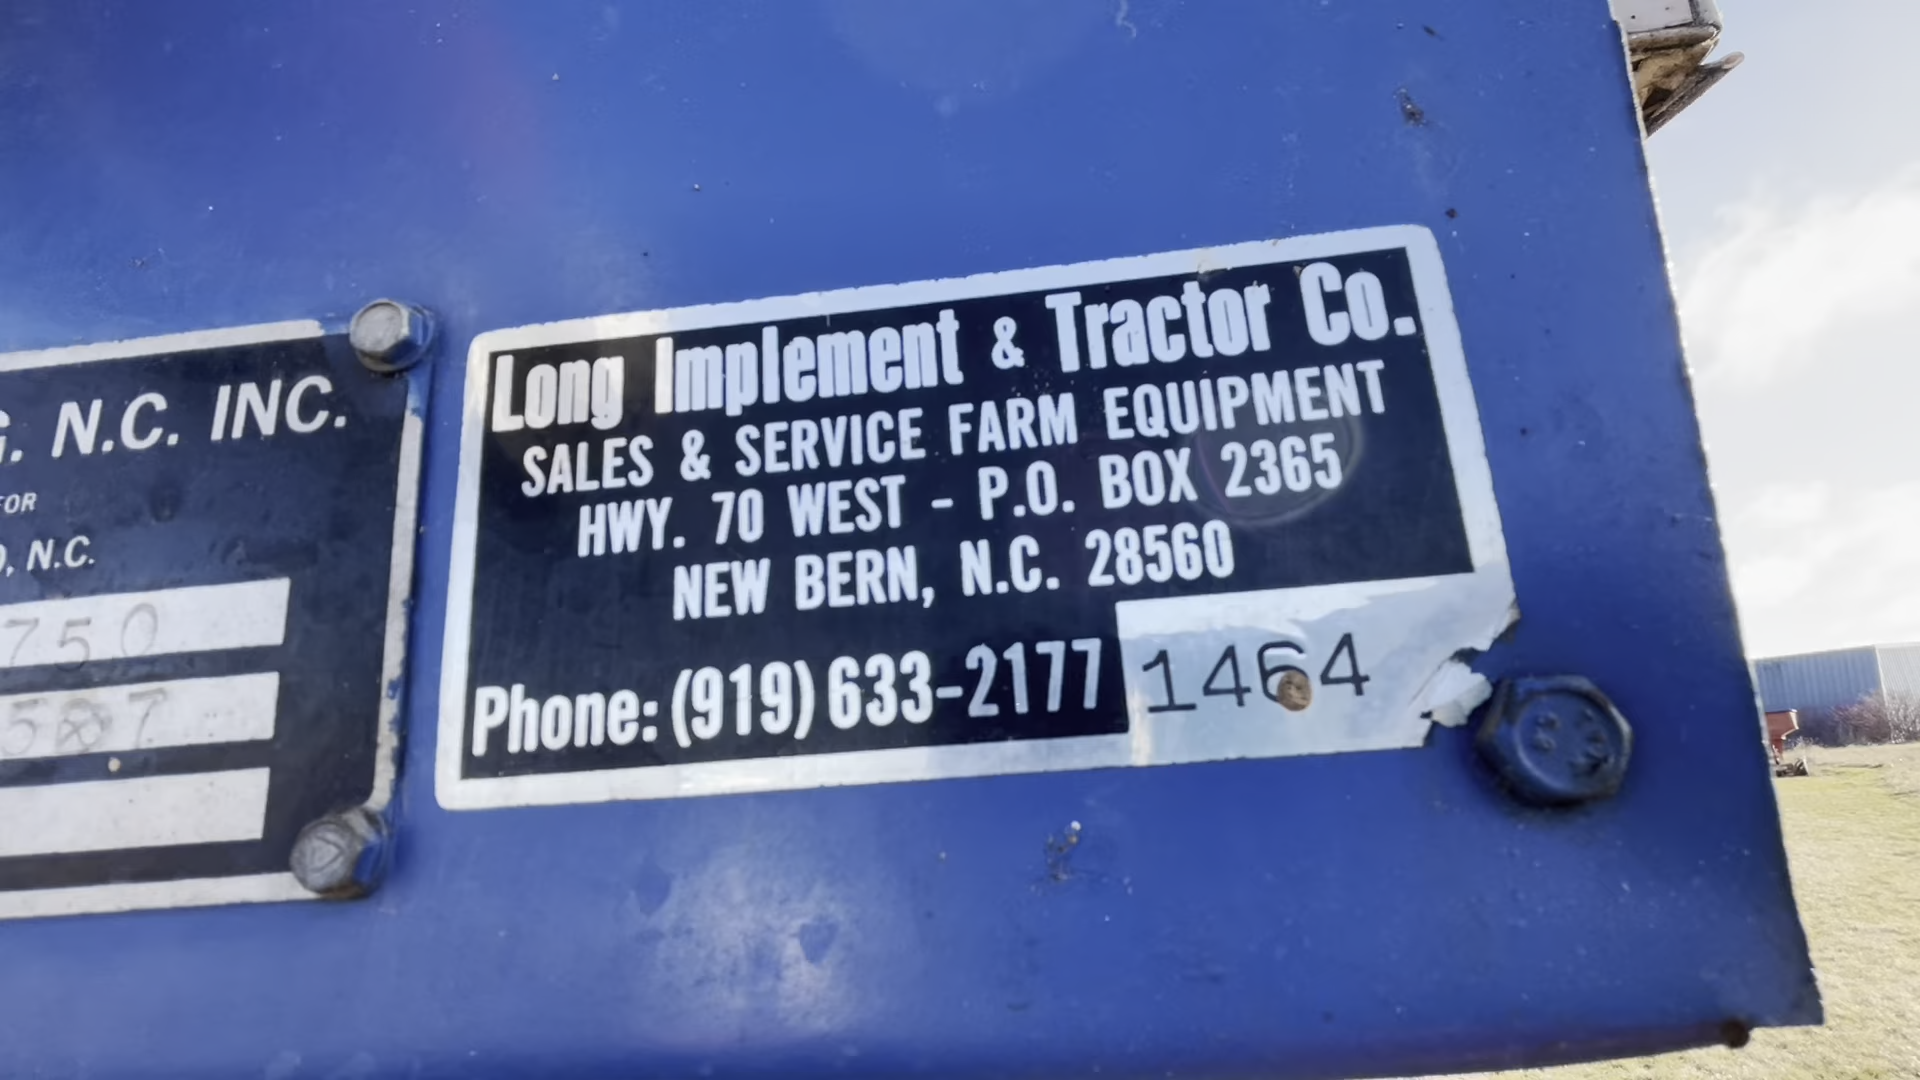 G. N.C. INC.
FOR
, N.C.
750
Long Implement & Tractor Co.
SALES & SERVICE FARM EQUIPMENT
HWY. 70 WEST - P.O. BOX 2365
NEW BERN, N.C. 28560
Phone: (919) 633-2177 1464